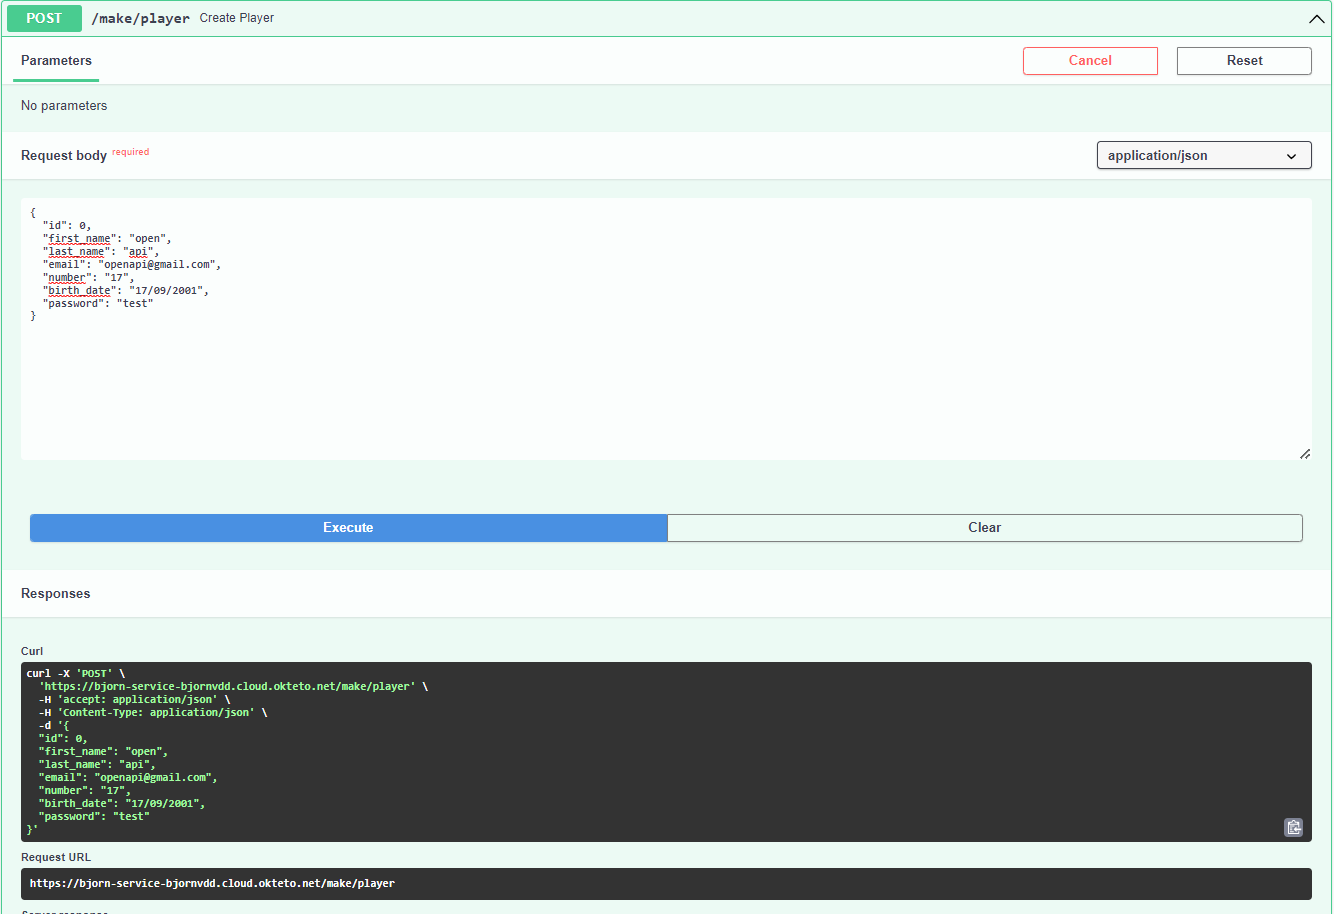 POST /make/player Create Player
Parameters
Cancel
Reset
No parameters
Request body required
application/json
{
  "id": 0,
  "first_name": "open",
  "last_name": "api",
  "email": "openapi@gmail.com",
  "number": "17",
  "birth_date": "17/09/2001",
  "password": "test"
}
Execute
Clear
Responses
Curl
curl -X 'POST' \
  'https://bjorn-service-bjornvdd.cloud.okteto.net/make/player' \
  -H 'accept: application/json' \
  -H 'Content-Type: application/json' \
  -d '{
  "id": 0,
  "first_name": "open",
  "last_name": "api",
  "email": "openapi@gmail.com",
  "number": "17",
  "birth_date": "17/09/2001",
  "password": "test"
}'
Request URL
https://bjorn-service-bjornvdd.cloud.okteto.net/make/player
Server response